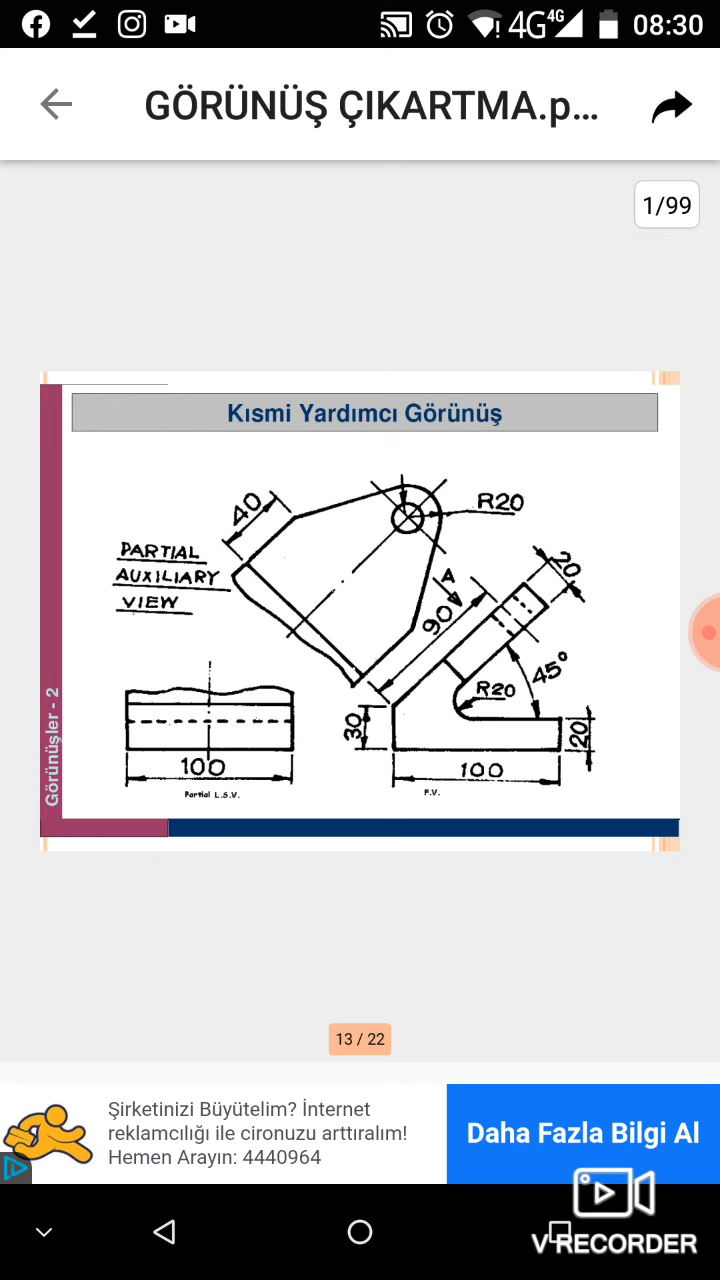 4G 4G 08:30
GÖRÜNÜŞ ÇIKARTMA.p...
1/99
Kısmi Yardımcı Görünüş
40
R20
20
PARTIAL
AUXILIARY
VIEW
A
90
45°
R20
30
20
100
100
Partial L.S.V.
F.V.
Görünüşler - 2
13 / 22
Şirketinizi Büyütelim? İnternet
reklamcılığı ile cironuzu arttıralım!
Hemen Arayın: 4440964
Daha Fazla Bilgi Al
VRECORDER